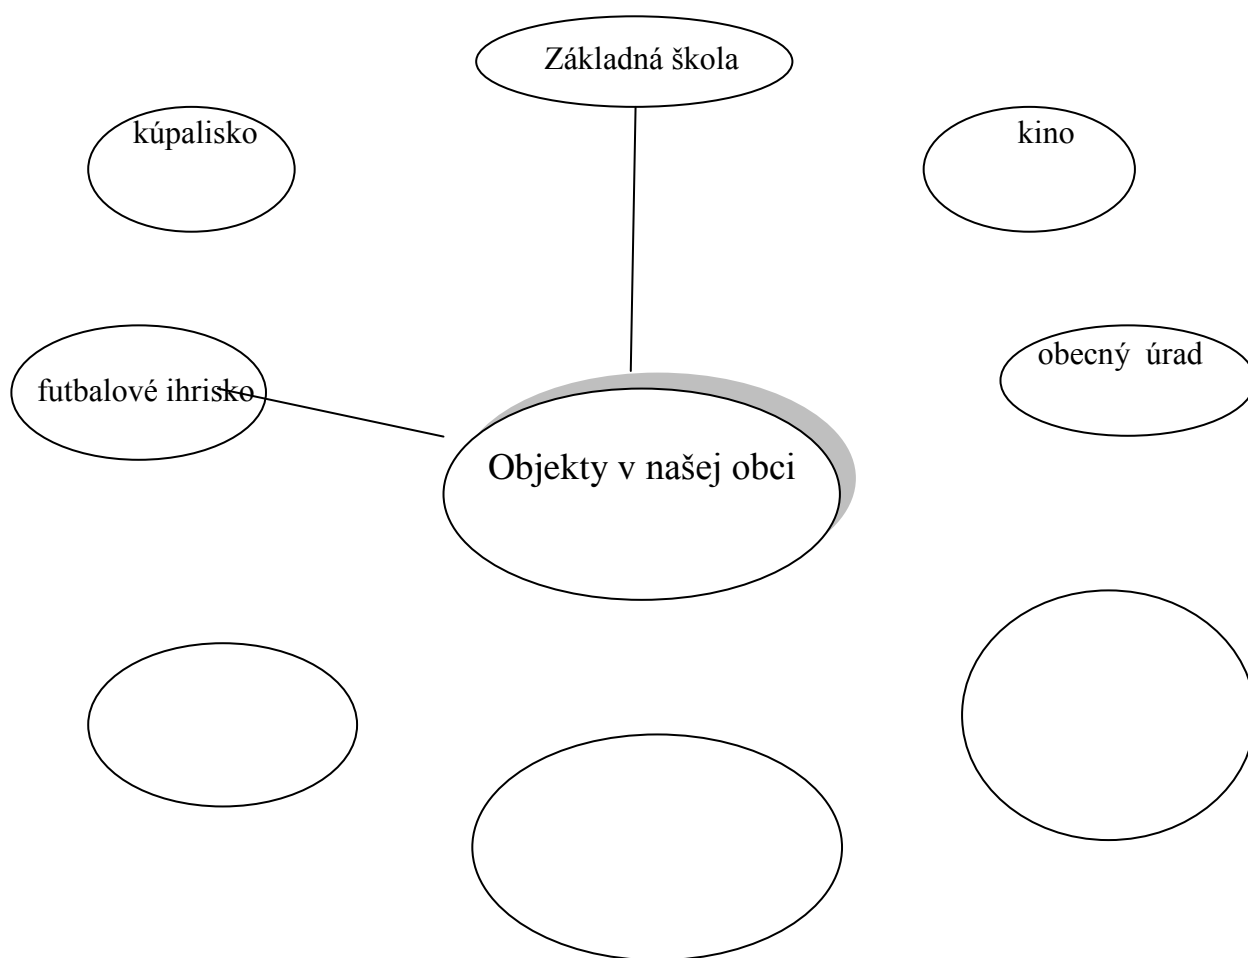 Základná škola
kúpalisko
kino
obecný úrad
futbalové ihrisko
Objekty v našej obci